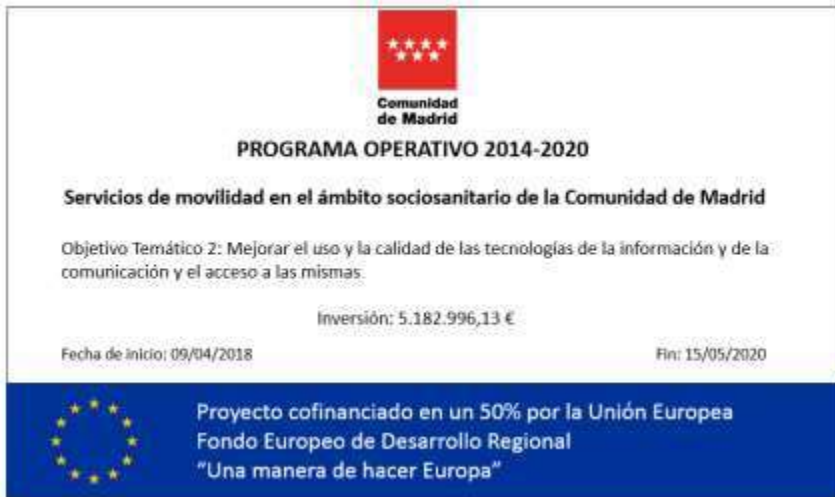 Comunidad
de Madrid
PROGRAMA OPERATIVO 2014-2020
Servicios de movilidad en el ámbito sociosanitario de la Comunidad de Madrid
Objetivo Temático 2: Mejorar el uso y la calidad de las tecnologías de la información y de la
comunicación y el acceso a las mismas
Inversión: 5.182.996,13 €
Fecha de inicio: 09/04/2018 Fin: 15/05/2020
Proyecto cofinanciado en un 50% por la Unión Europea
Fondo Europeo de Desarrollo Regional
“Una manera de hacer Europa”